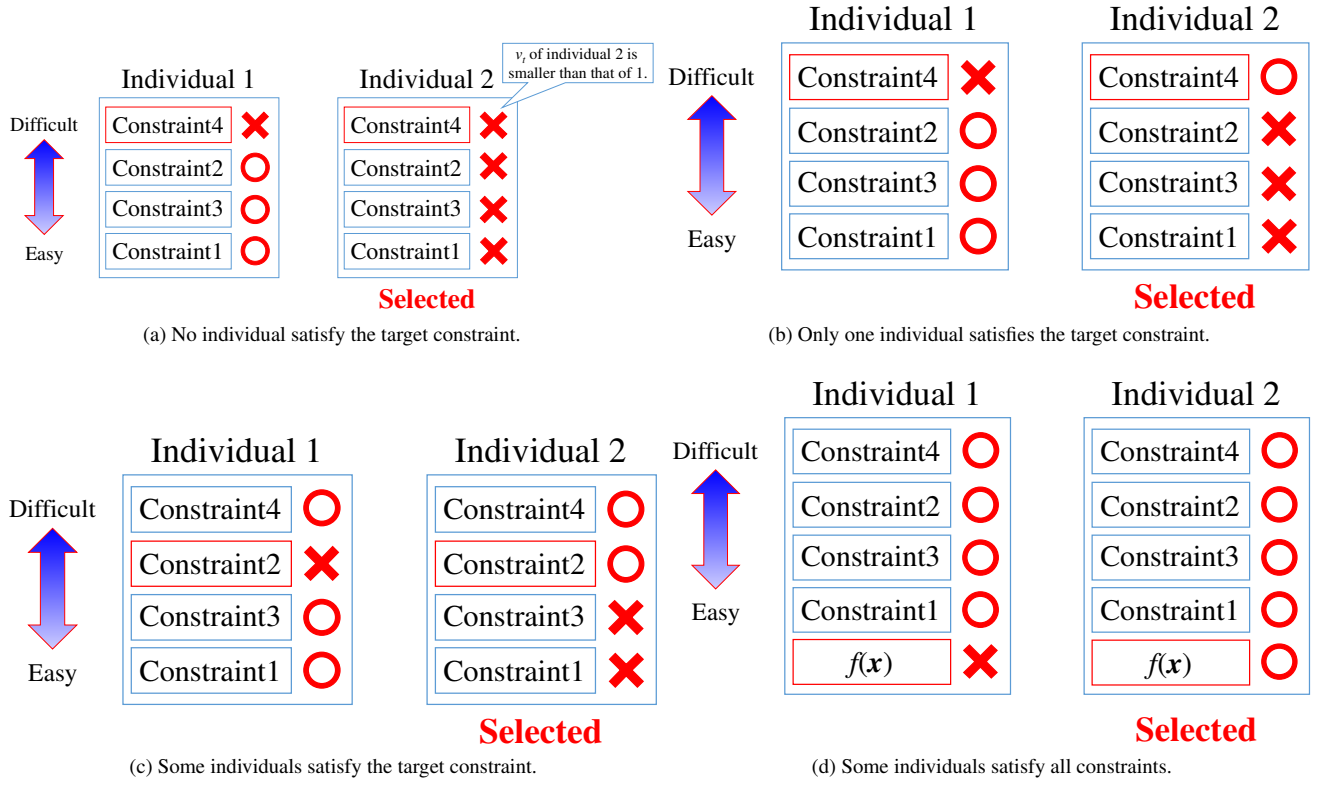 Individual 1
Individual 2
v_t of individual 2 is
smaller than that of 1.
Difficult
Easy
Constraint4
Constraint2
Constraint3
Constraint1
Constraint4
Constraint2
Constraint3
Constraint1
Selected
(a) No individual satisfy the target constraint.
Individual 1
Individual 2
Difficult
Easy
Constraint4
Constraint2
Constraint3
Constraint1
Constraint4
Constraint2
Constraint3
Constraint1
Selected
(b) Only one individual satisfies the target constraint.
Individual 1
Individual 2
Difficult
Easy
Constraint4
Constraint2
Constraint3
Constraint1
Constraint4
Constraint2
Constraint3
Constraint1
Selected
(c) Some individuals satisfy the target constraint.
Individual 1
Individual 2
Difficult
Easy
Constraint4
Constraint2
Constraint3
Constraint1
f(x)
Constraint4
Constraint2
Constraint3
Constraint1
f(x)
Selected
(d) Some individuals satisfy all constraints.